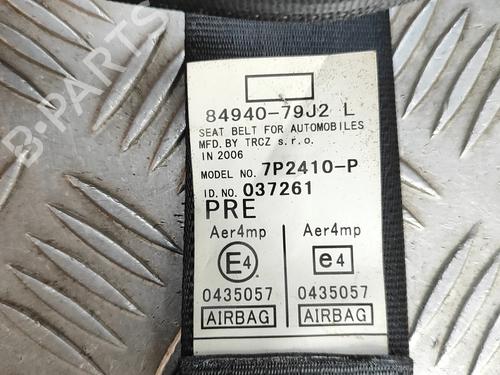 84940-79J2 L
SEAT BELT FOR AUTOMOBILES
MFD. BY TRCZ s.r.o.
IN 2006
MODEL NO. 7P2410-P
ID.NO. 037261
PRE
Aer4mp Aer4mp
E4 e4
0435057 0435057
AIRBAG AIRBAG
B-PARTS